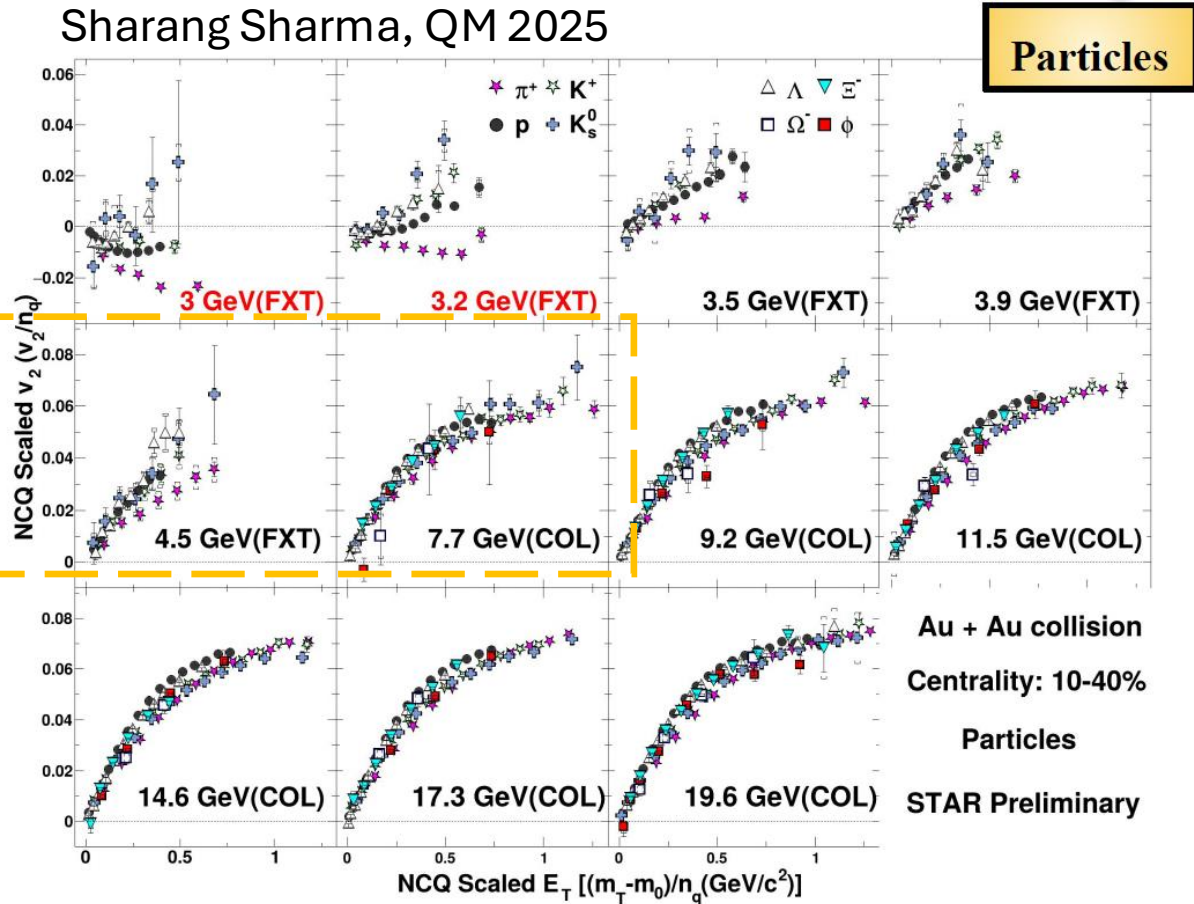 Sharang Sharma, QM 2025
Particles
π⁺ K⁺
p K⁰ₛ
Λ Ξ⁻
Ω⁻ ϕ
0.06
0.04
0.02
0
−0.02
3 GeV(FXT)
3.2 GeV(FXT)
3.5 GeV(FXT)
3.9 GeV(FXT)
NCQ Scaled v₂ (v₂/n_q)
0.08
0.06
0.04
0.02
0
4.5 GeV(FXT)
7.7 GeV(COL)
9.2 GeV(COL)
11.5 GeV(COL)
0.08
0.06
0.04
0.02
0
14.6 GeV(COL)
17.3 GeV(COL)
19.6 GeV(COL)
Au + Au collision
Centrality: 10-40%
Particles
STAR Preliminary
0 0.5 1
0 0.5 1
0 0.5 1
NCQ Scaled E_T [(m_T-m₀)/n_q(GeV/c²)]